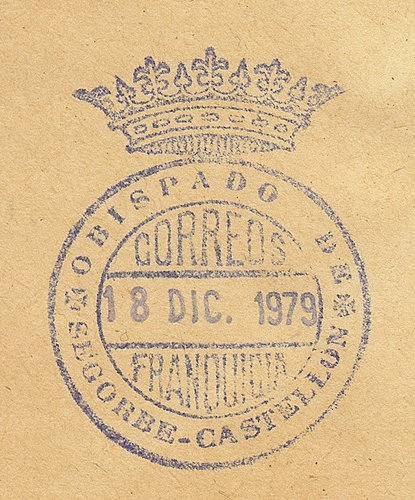 OBISPADO DE
CORREOS
18 DIC. 1979
FRANQUICIA
SEGORBE-CASTELLON